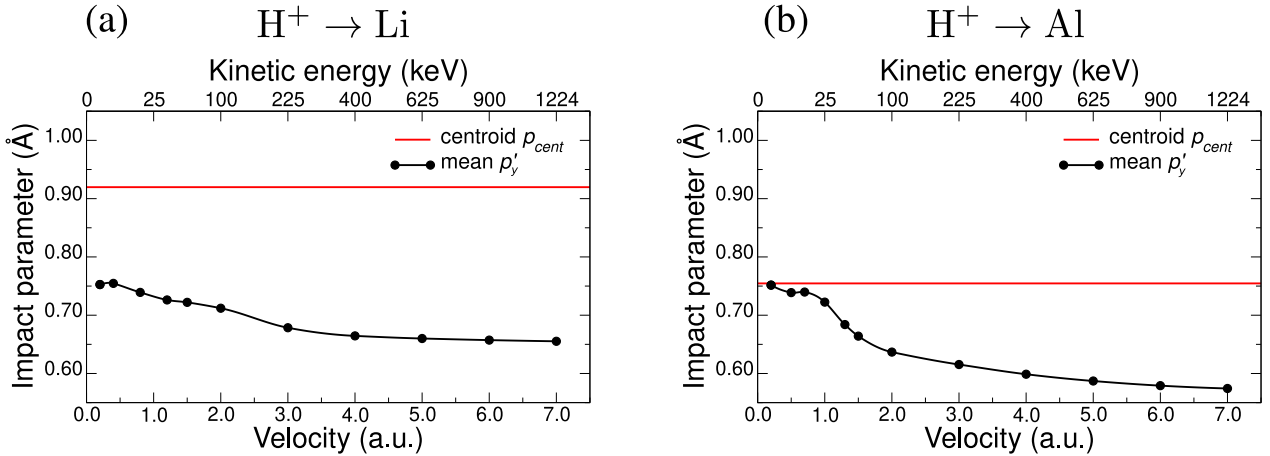 (a) H⁺ → Li
Kinetic energy (keV)
0 25 100 225 400 625 900 1224
1.00
0.90
0.80
0.70
0.60
Impact parameter (Å)
centroid p_cent
mean p'_y
0.0 1.0 2.0 3.0 4.0 5.0 6.0 7.0
Velocity (a.u.)
(b) H⁺ → Al
Kinetic energy (keV)
0 25 100 225 400 625 900 1224
1.00
0.90
0.80
0.70
0.60
Impact parameter (Å)
centroid p_cent
mean p'_y
0.0 1.0 2.0 3.0 4.0 5.0 6.0 7.0
Velocity (a.u.)